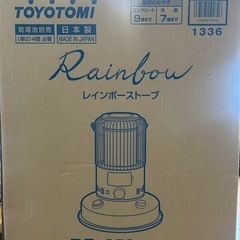 TOYOTOMI
乾電池別売
(単2)4個 必要
日本製
MADE IN JAPAN
コンクリート
9畳まで
木造
7畳まで
1336
Rainbow
レインボーストーブ